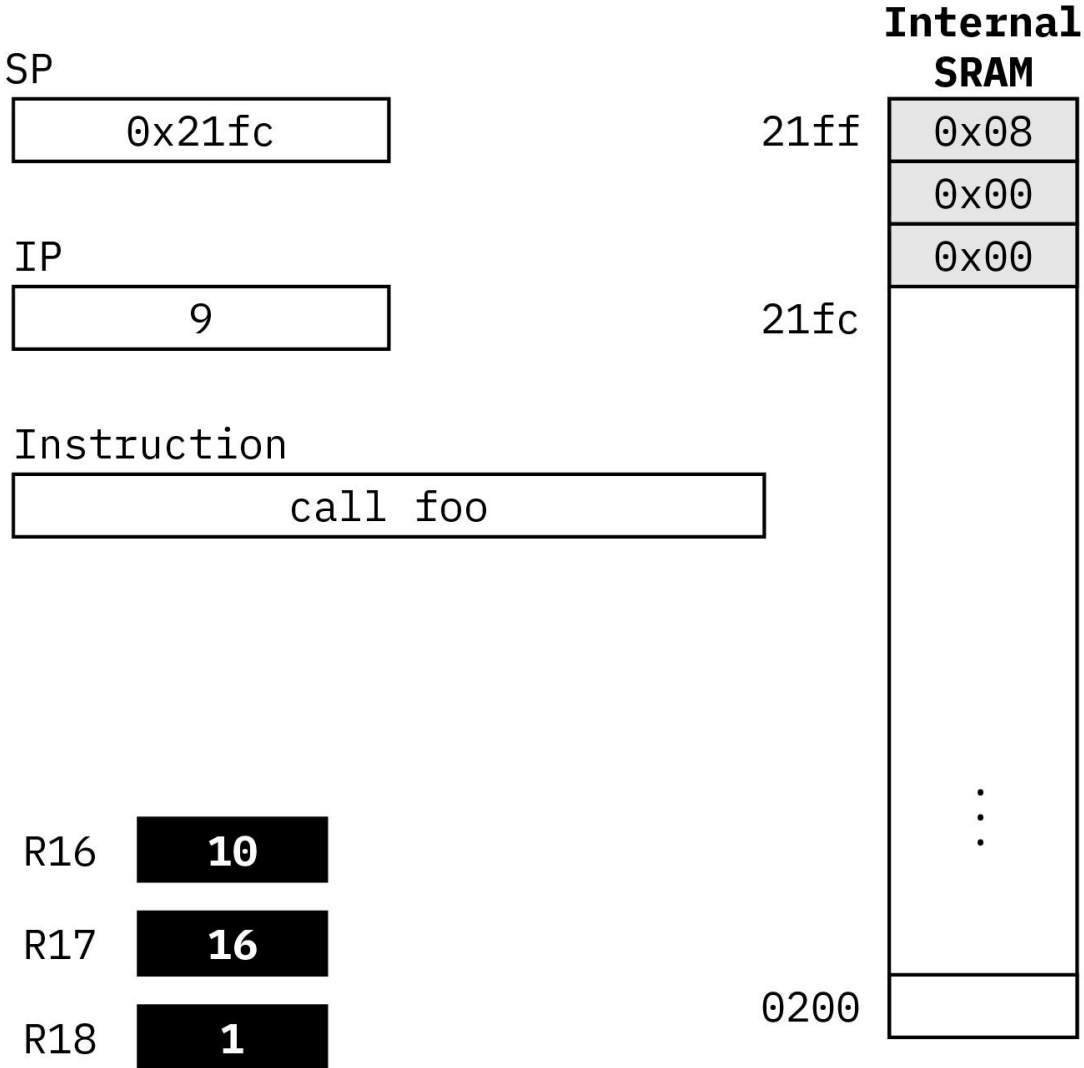 Internal
SRAM
SP
0x21fc
21ff
0x08
0x00
IP
0x00
9
21fc
Instruction
call foo
R16
10
R17
16
0200
R18
1